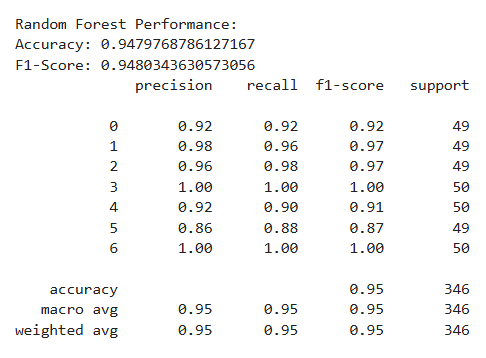 Random Forest Performance:
Accuracy: 0.9479768786127167
F1-Score: 0.9480343630573056
precision recall f1-score support
0 0.92 0.92 0.92 49
1 0.98 0.96 0.97 49
2 0.96 0.98 0.97 49
3 1.00 1.00 1.00 50
4 0.92 0.90 0.91 50
5 0.86 0.88 0.87 49
6 1.00 1.00 1.00 50
accuracy 0.95 346
macro avg 0.95 0.95 0.95 346
weighted avg 0.95 0.95 0.95 346